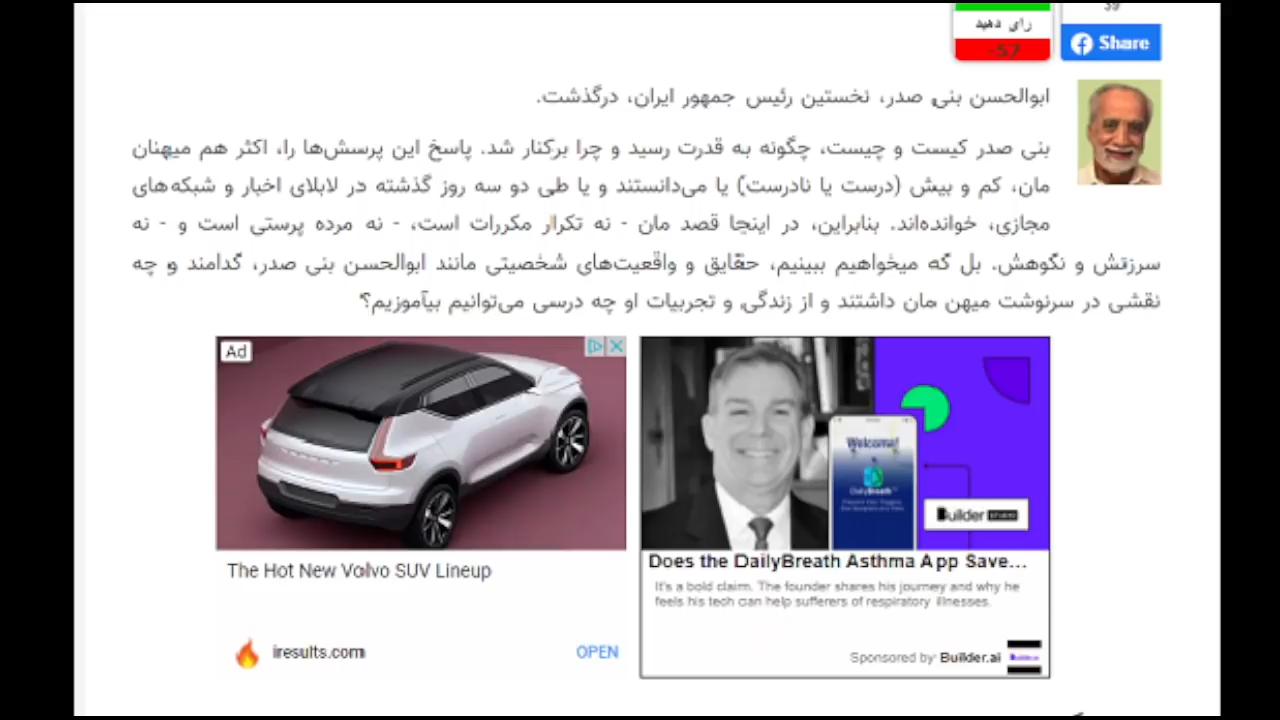 39
رای دهید
-57
Share
ابوالحسن بنی صدر، نخستین رئیس جمهور ایران، درگذشت.
بنی صدر کیست و چیست، چگونه به قدرت رسید و چرا برکنار شد. پاسخ این پرسش‌ها را، اکثر هم میهنان
مان، کم و بیش (درست یا نادرست) یا می‌دانستند و یا طی دو سه روز گذشته در لابلای اخبار و شبکه‌های
مجازی، خوانده‌اند. بنابراین، در اینجا قصد مان - نه تکرار مکررات است، - نه مرده پرستی است و - نه
سرزنش و نکوهش. بل که میخواهیم ببینیم، حقایق و واقعیت‌های شخصیتی مانند ابوالحسن بنی صدر، کدامند و چه
نقشی در سرنوشت میهن مان داشتند و از زندگی و تجربیات او چه درسی می‌توانیم بیآموزیم؟
Ad
Welcome!
DailyBreath
Builder STUDIO
The Hot New Volvo SUV Lineup
iresults.com
OPEN
Does the DailyBreath Asthma App Save...
It's a bold claim. The founder shares his journey and why he
feels his tech can help sufferers of respiratory illnesses.
Sponsored by Builder.ai